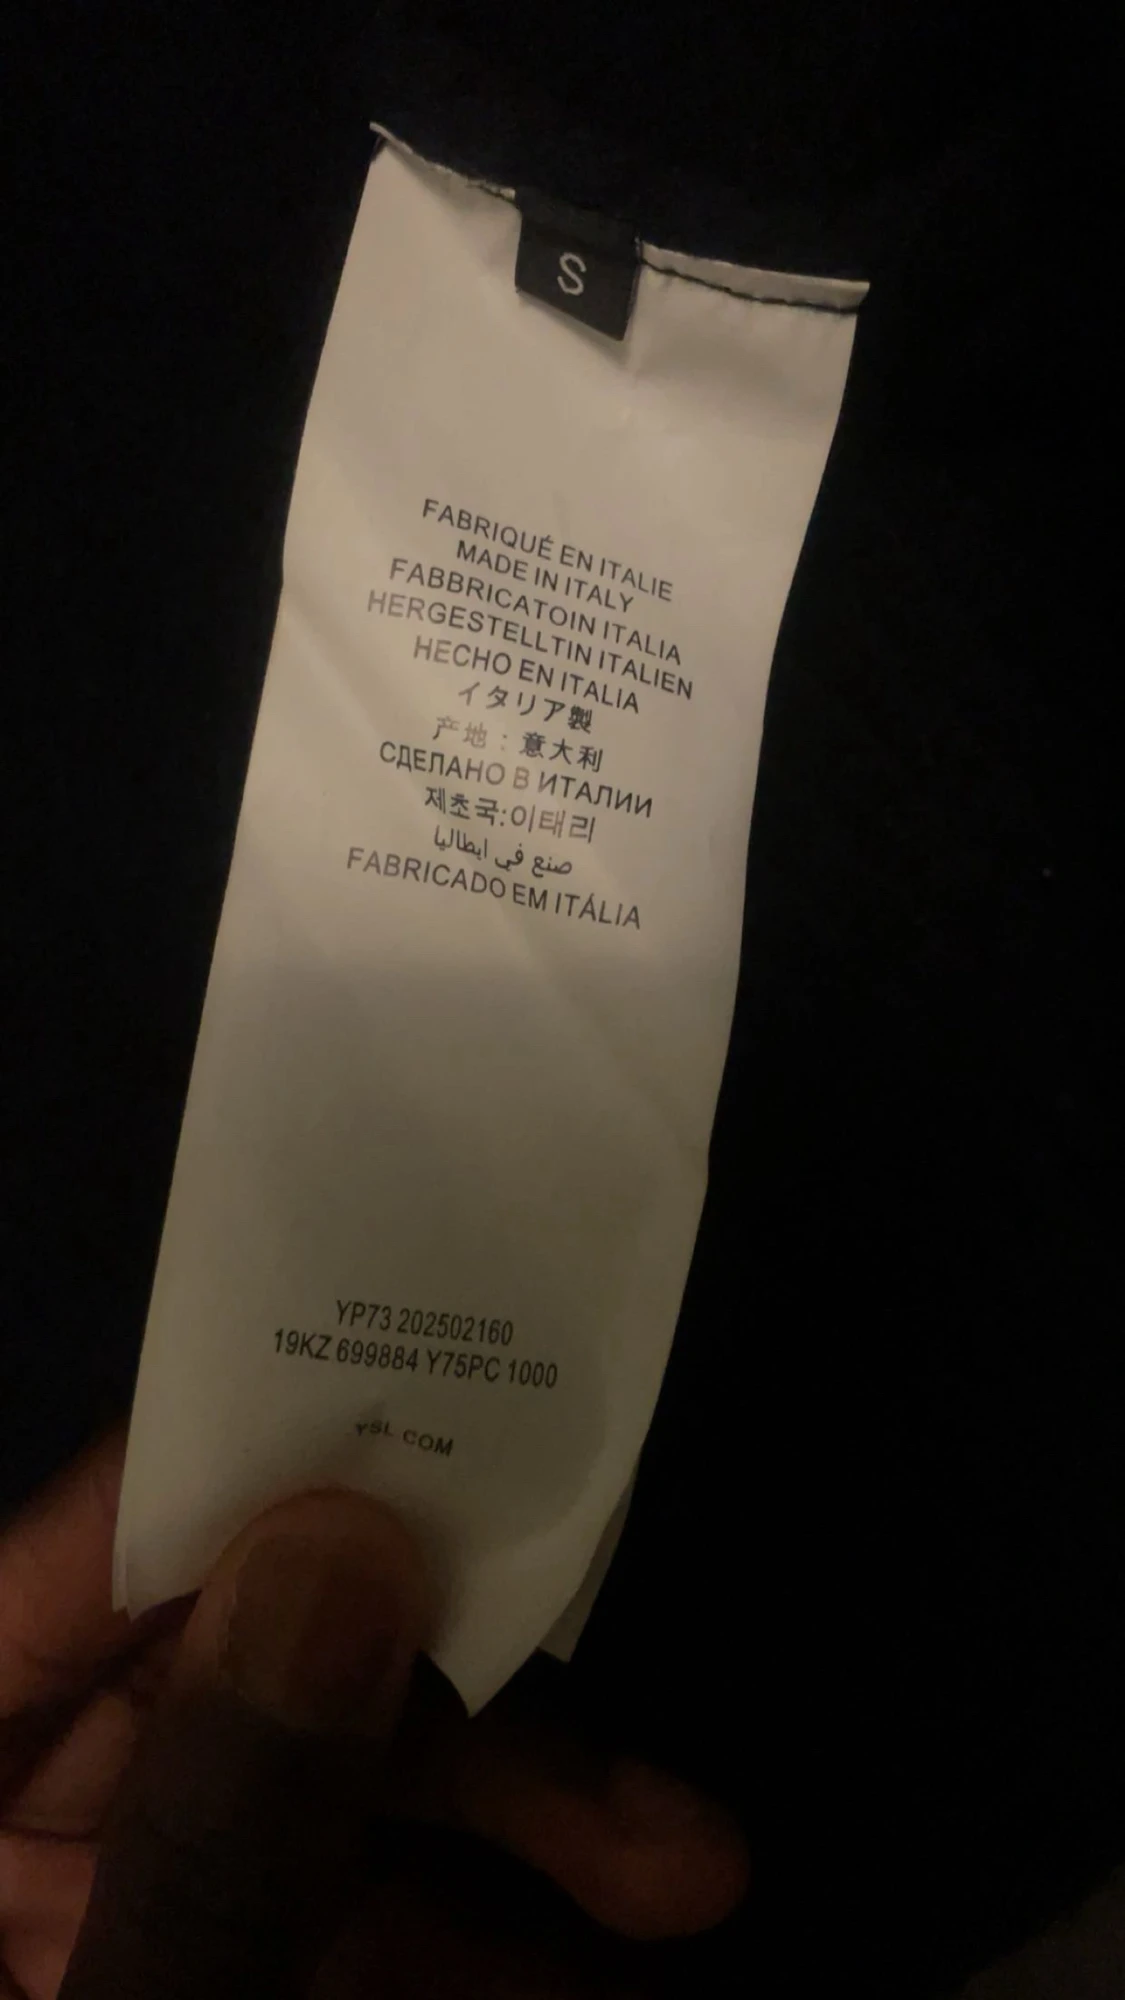 S
FABRIQUÉ EN ITALIE
MADE IN ITALY
FABBRICATOIN ITALIA
HERGESTELLTIN ITALIEN
HECHO EN ITALIA
イタリア製
产地：意大利
СДЕЛАНО В ИТАЛИИ
제초국:이태리
صنع في ايطاليا
FABRICADO EM ITÁLIA
YP73 202502160
19KZ 699884 Y75PC 1000
YSL COM